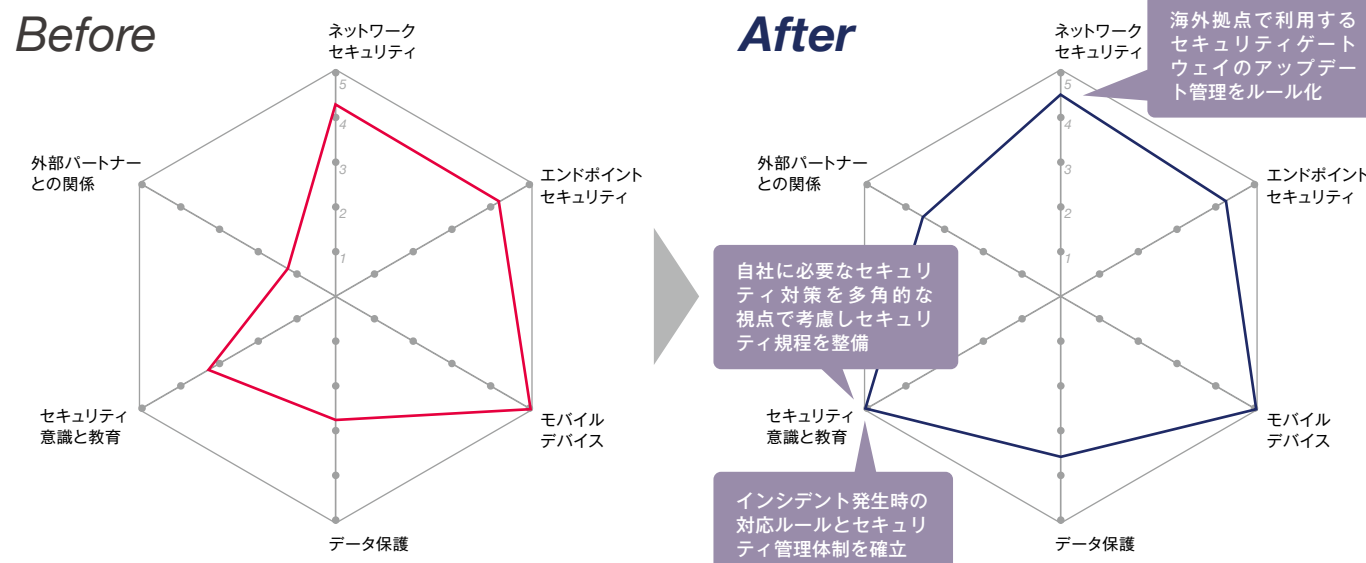 Before
ネットワーク
セキュリティ
5
4
3
2
1
外部パートナー
との関係
エンドポイント
セキュリティ
セキュリティ
意識と教育
モバイル
デバイス
データ保護
After
ネットワーク
セキュリティ
5
4
3
2
1
海外拠点で利用する
セキュリティゲート
ウェイのアップデー
ト管理をルール化
外部パートナー
との関係
エンドポイント
セキュリティ
自社に必要なセキュリ
ティ対策を多角的な
視点で考慮しセキュリ
ティ規程を整備
セキュリティ
意識と教育
モバイル
デバイス
インシデント発生時の
対応ルールとセキュリ
ティ管理体制を確立
データ保護